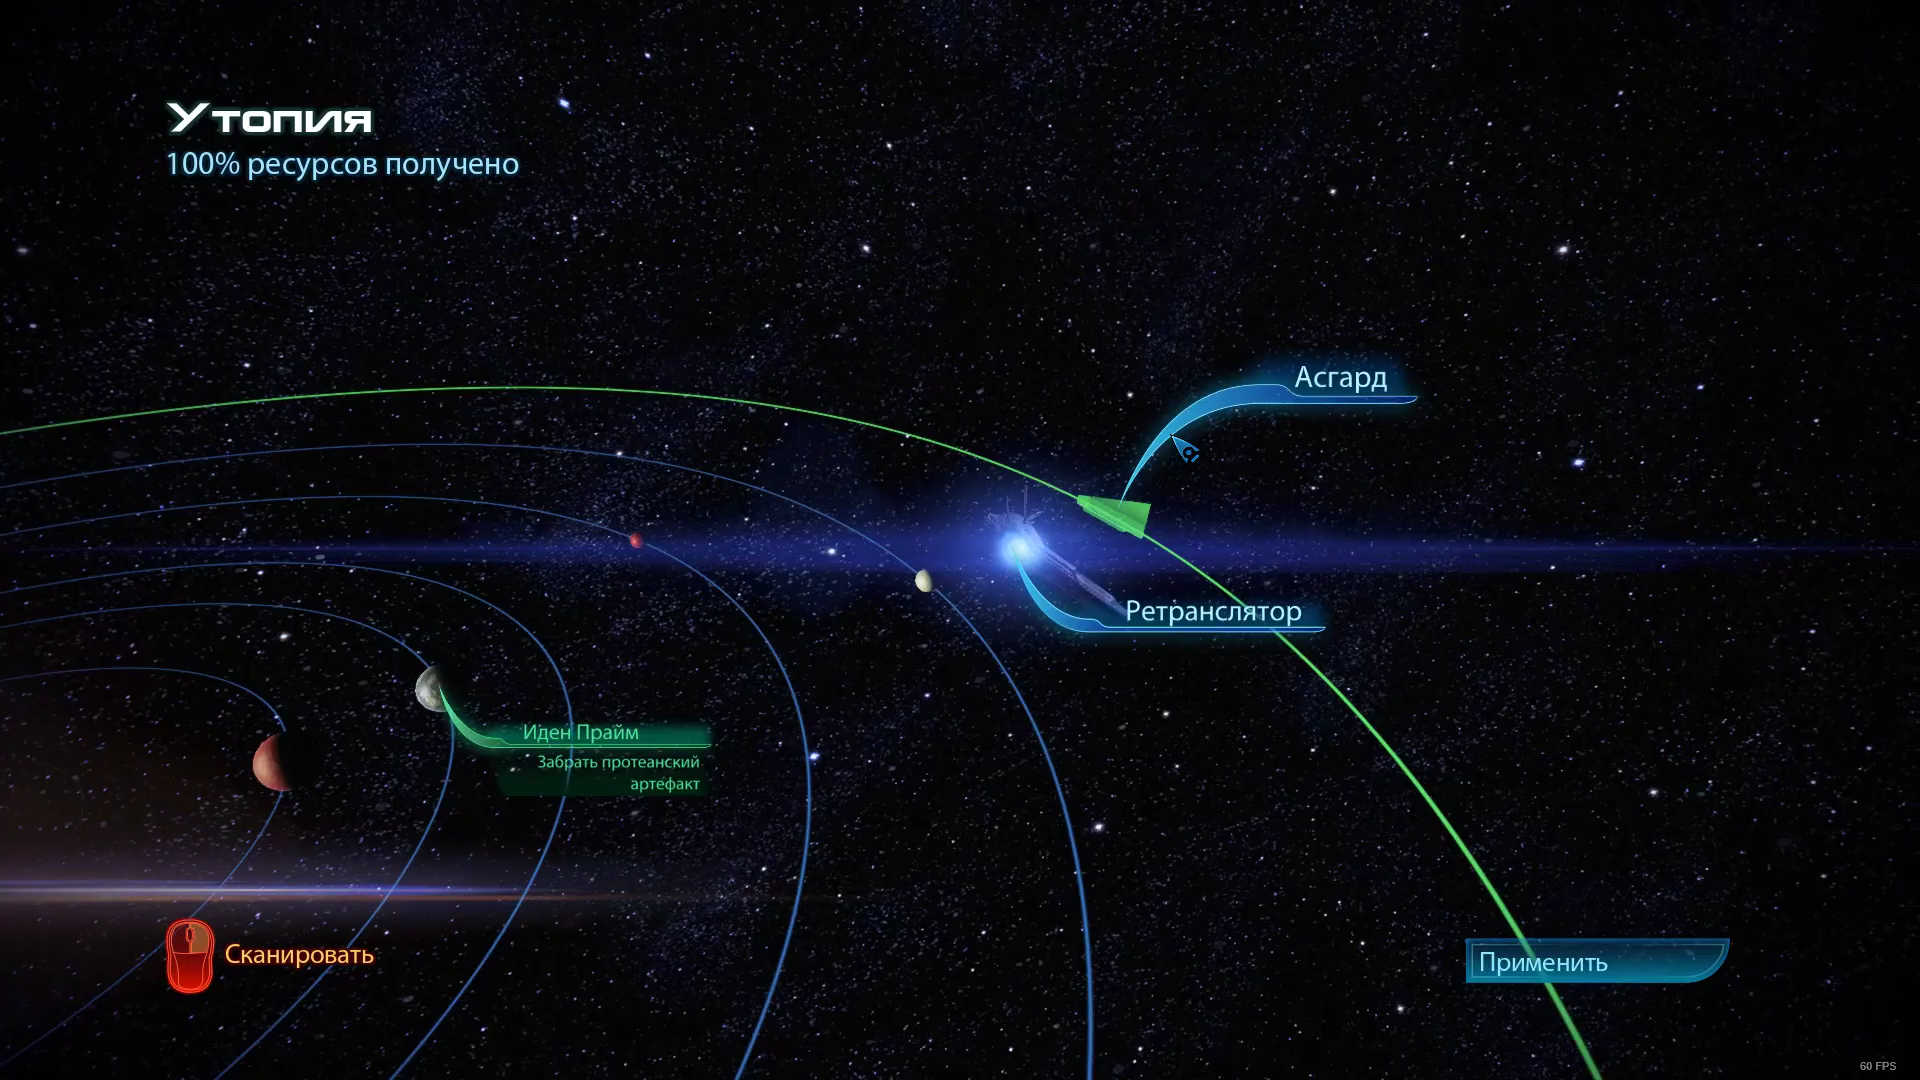 Утопия
100% ресурсов получено
Асгард
Ретранслятор
Иден Прайм
Забрать протеанский
артефакт
Сканировать
Применить
60 FPS